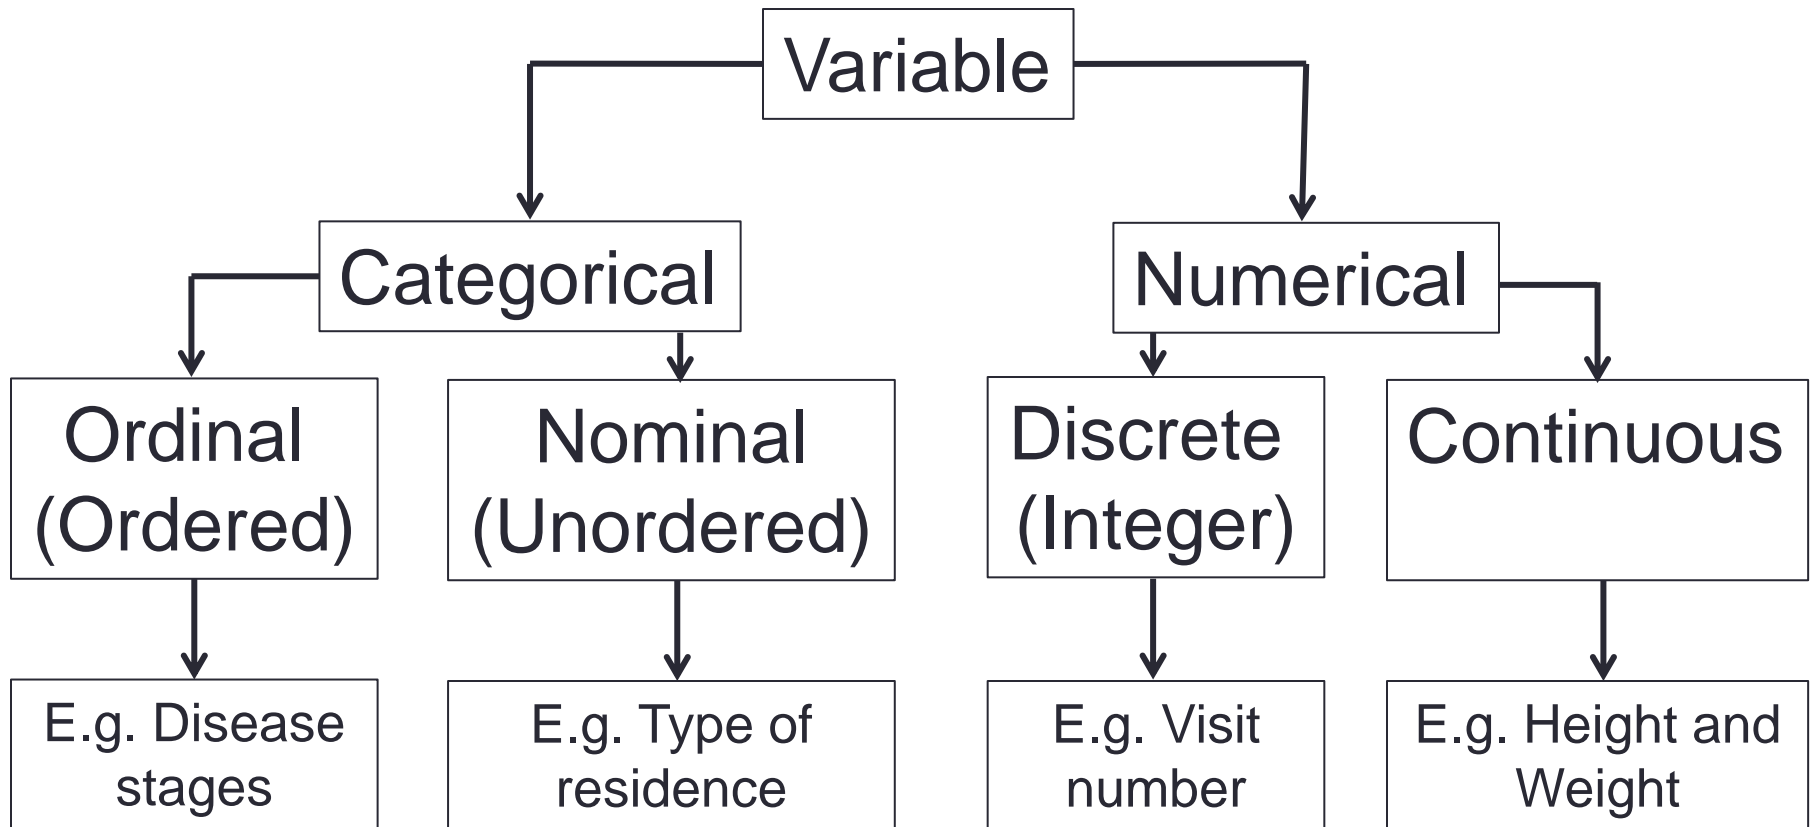 Variable
Categorical
Numerical
Ordinal
(Ordered)
Nominal
(Unordered)
Discrete
(Integer)
Continuous
E.g. Disease
stages
E.g. Type of
residence
E.g. Visit
number
E.g. Height and
Weight